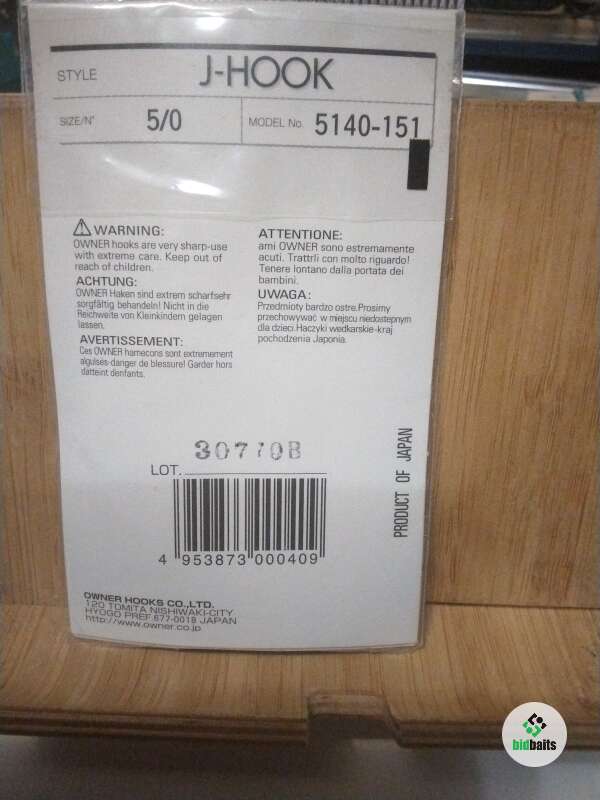 STYLE J-HOOK
SIZE/N° 5/0 MODEL No. 5140-151
WARNING:
OWNER hooks are very sharp-use
with extreme care. Keep out of
reach of children.
ACHTUNG:
OWNER Haken sind extrem scharfsehr
sorgfältig behandeln! Nicht in die
Reichweite von Kleinkindern gelagen
lassen.
AVERTISSEMENT:
Ces OWNER hamecons sont extremement
alguises-danger de blessure! Garder hors
datteint denfants.
ATTENTIONE:
ami OWNER sono estremamente
acuti. Trattrli con molto riguardo!
Tenere lontano dalla portata dei
bambini.
UWAGA:
Przedmioty bardzo ostre.Prosimy
przechowywać w miejscu niedostepnym
dla dzieci.Haczyki wedkarskie-kraj
pochodzenia Japonia.
PRODUCT OF JAPAN
LOT. 30770B
4 953873 000409
OWNER HOOKS CO.,LTD.
120 TOMITA NISHIWAKI-CITY
HYOGO PREF.677-0018 JAPAN
http://www.owner.co.jp
bidbaits